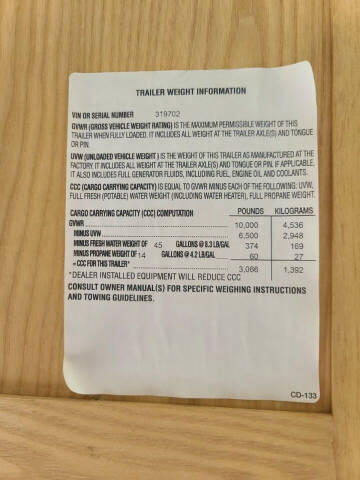 TRAILER WEIGHT INFORMATION
VIN OR SERIAL NUMBER 319702
GVWR (GROSS VEHICLE WEIGHT RATING) IS THE MAXIMUM PERMISSIBLE WEIGHT OF THIS
TRAILER WHEN FULLY LOADED. IT INCLUDES ALL WEIGHT AT THE TRAILER AXLE(S) AND TONGUE
OR PIN.
UVW (UNLOADED VEHICLE WEIGHT) IS THE WEIGHT OF THIS TRAILER AS MANUFACTURED AT THE
FACTORY. IT INCLUDES ALL WEIGHT AT THE TRAILER AXLE(S) AND TONGUE OR PIN. IF APPLICABLE,
IT ALSO INCLUDES FULL GENERATOR FLUIDS, INCLUDING FUEL, ENGINE OIL AND COOLANTS.
CCC (CARGO CARRYING CAPACITY) IS EQUAL TO GVWR MINUS EACH OF THE FOLLOWING: UVW,
FULL FRESH (POTABLE) WATER WEIGHT (INCLUDING WATER HEATER), FULL PROPANE WEIGHT.
CARGO CARRYING CAPACITY (CCC) COMPUTATION POUNDS KILOGRAMS
GVWR 10,000 4,536
MINUS UVW 6,500 2,948
MINUS FRESH WATER WEIGHT OF 45 GALLONS @ 8.3 LB/GAL 374 169
MINUS PROPANE WEIGHT OF 14 GALLONS @ 4.2 LB/GAL 60 27
= CCC FOR THIS TRAILER* 3,066 1,392
*DEALER INSTALLED EQUIPMENT WILL REDUCE CCC
CONSULT OWNER MANUAL(S) FOR SPECIFIC WEIGHING INSTRUCTIONS
AND TOWING GUIDELINES.
CD-133